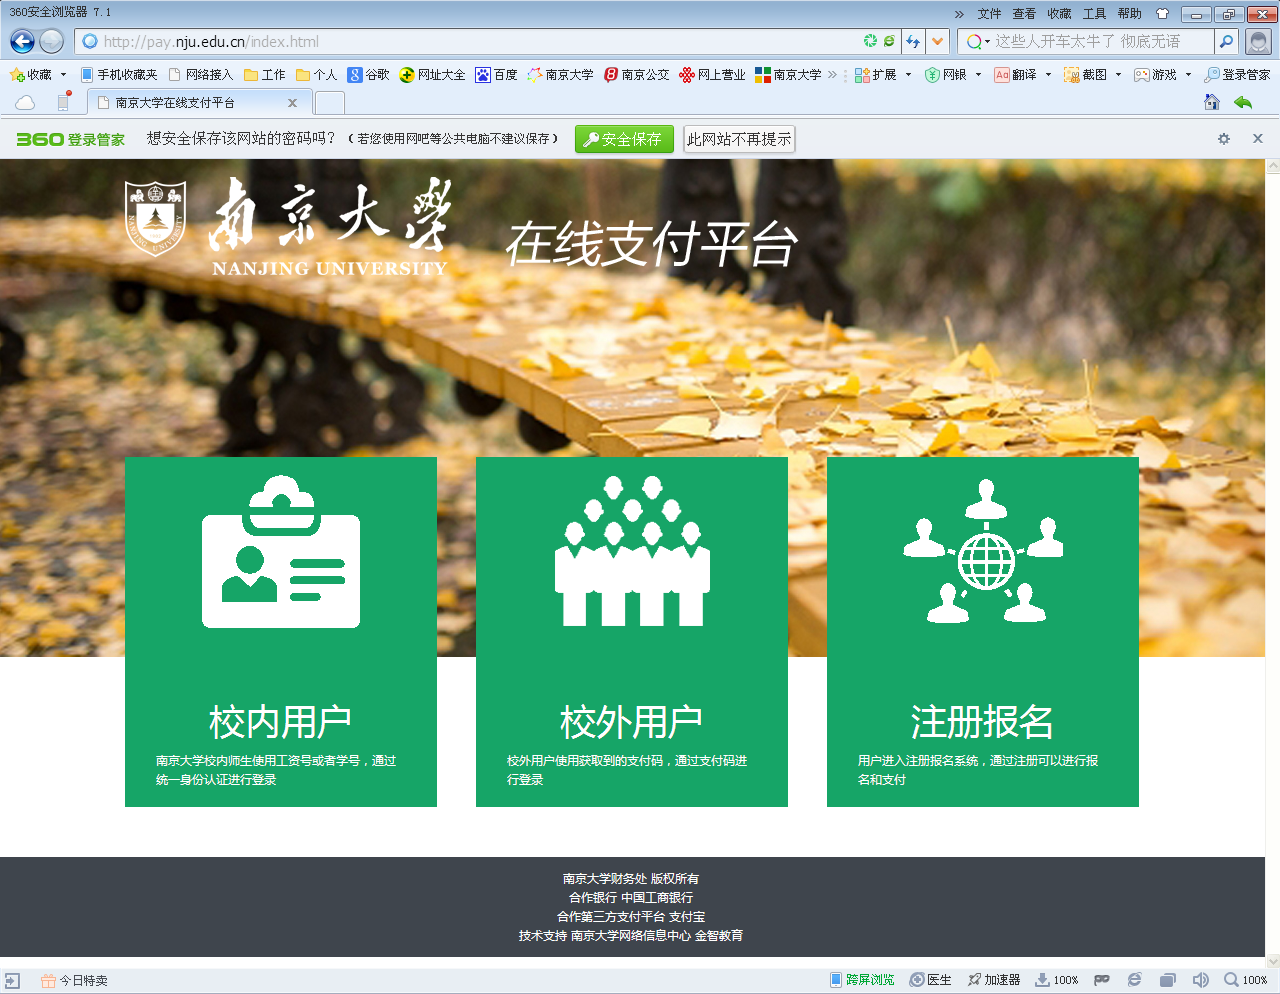 360安全浏览器 7.1
» 文件 查看 收藏 工具 帮助
http://pay.nju.edu.cn/index.html
这些人开车太牛了 彻底无语
收藏 手机收藏夹 网络接入 工作 个人 谷歌 网址大全 百度 南京大学 南京公交 网上营业 南京大学 » 扩展 网银 翻译 截图 游戏 登录管家
南京大学在线支付平台
360 登录管家 想安全保存该网站的密码吗？ （若您使用网吧等公共电脑不建议保存） 安全保存 此网站不再提示
南京大学
NANJING UNIVERSITY
在线支付平台
校内用户
南京大学校内师生使用工资号或者学号，通过
统一身份认证进行登录
校外用户
校外用户使用获取到的支付码，通过支付码进
行登录
注册报名
用户进入注册报名系统，通过注册可以进行报
名和支付
南京大学财务处 版权所有
合作银行 中国工商银行
合作第三方支付平台 支付宝
技术支持 南京大学网络信息中心 金智教育
今日特卖 跨屏浏览 医生 加速器 100% 100%